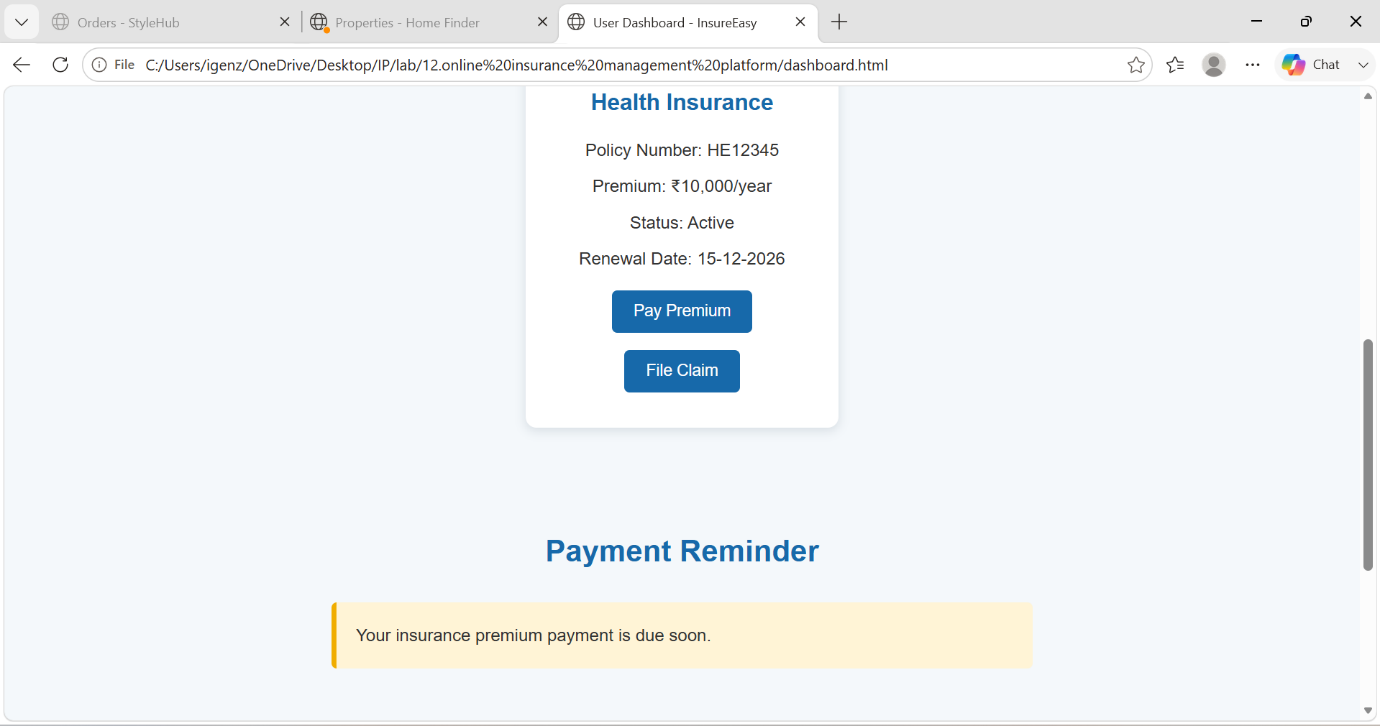 Orders - StyleHub
Properties - Home Finder
User Dashboard - InsureEasy
File C:/Users/igenz/OneDrive/Desktop/IP/lab/12.online%20insurance%20management%20platform/dashboard.html
Chat
Health Insurance
Policy Number: HE12345
Premium: ₹10,000/year
Status: Active
Renewal Date: 15-12-2026
Pay Premium
File Claim
Payment Reminder
Your insurance premium payment is due soon.